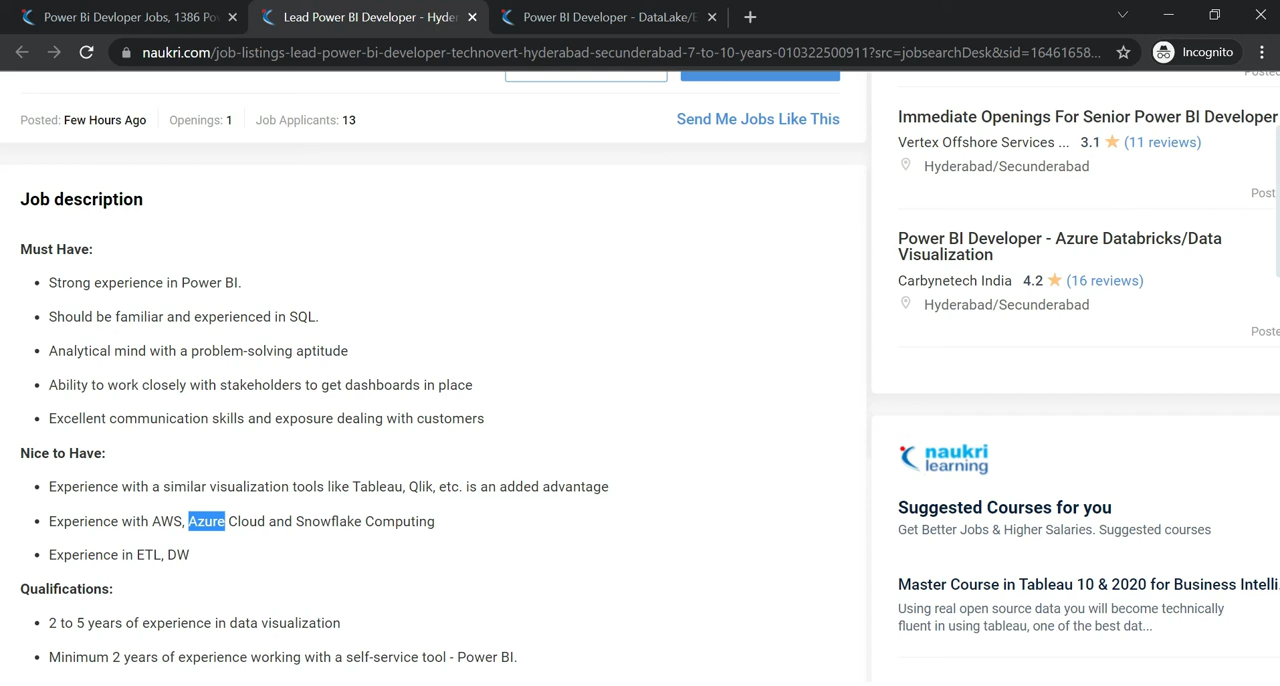 Power Bi Devloper Jobs, 1386 Po
Lead Power BI Developer - Hyder
Power BI Developer - DataLake/E
naukri.com/job-listings-lead-power-bi-developer-technovert-hyderabad-secunderabad-7-to-10-years-010322500911?src=jobsearchDesk&sid=16461658...
Incognito
Posted: Few Hours Ago
Openings: 1
Job Applicants: 13
Send Me Jobs Like This
Job description
Must Have:
• Strong experience in Power BI.
• Should be familiar and experienced in SQL.
• Analytical mind with a problem-solving aptitude
• Ability to work closely with stakeholders to get dashboards in place
• Excellent communication skills and exposure dealing with customers
Nice to Have:
• Experience with a similar visualization tools like Tableau, Qlik, etc. is an added advantage
• Experience with AWS, Azure Cloud and Snowflake Computing
• Experience in ETL, DW
Qualifications:
• 2 to 5 years of experience in data visualization
• Minimum 2 years of experience working with a self-service tool - Power BI.
Immediate Openings For Senior Power BI Developer
Vertex Offshore Services ... 3.1 (11 reviews)
Hyderabad/Secunderabad
Post
Power BI Developer - Azure Databricks/Data
Visualization
Carbynetech India 4.2 (16 reviews)
Hyderabad/Secunderabad
Poste
naukri
learning
Suggested Courses for you
Get Better Jobs & Higher Salaries. Suggested courses
Master Course in Tableau 10 & 2020 for Business Intelli
Using real open source data you will become technically
fluent in using tableau, one of the best dat...